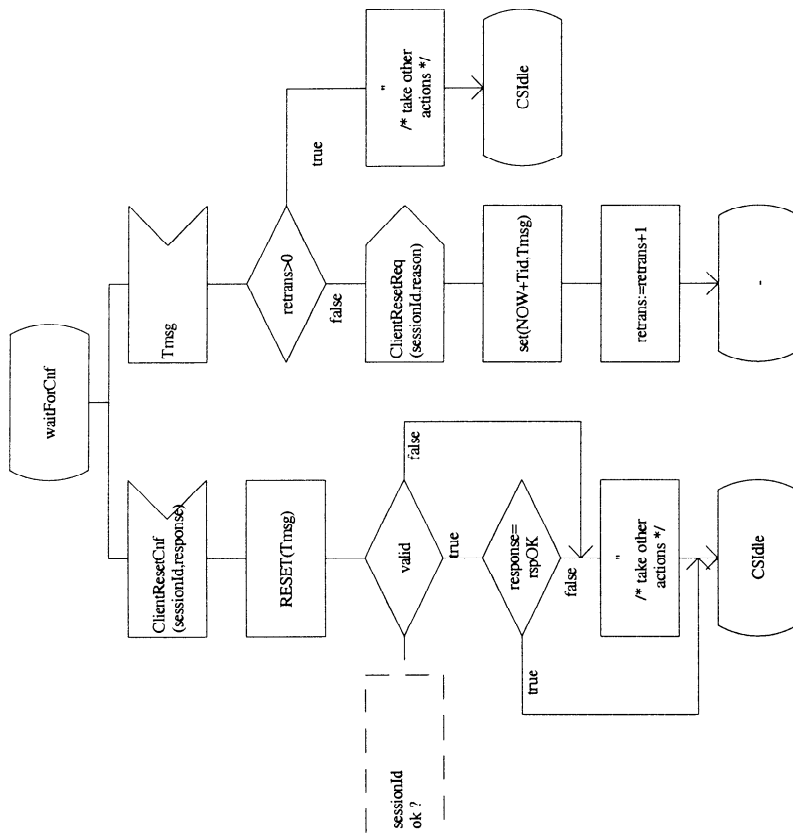 waitForCnf
ClientResetCnf
(sessionId,response)
RESET(Tmsg)
valid
sessionId
ok ?
true
false
response=
rspOK
true
false
"
/* take other
actions */
CSIdle
Tmsg
retrans>0
true
false
"
/* take other
actions */
CSIdle
ClientResetReq
(sessionId,reason)
set(NOW+Tid,Tmsg)
retrans:=retrans+1
-